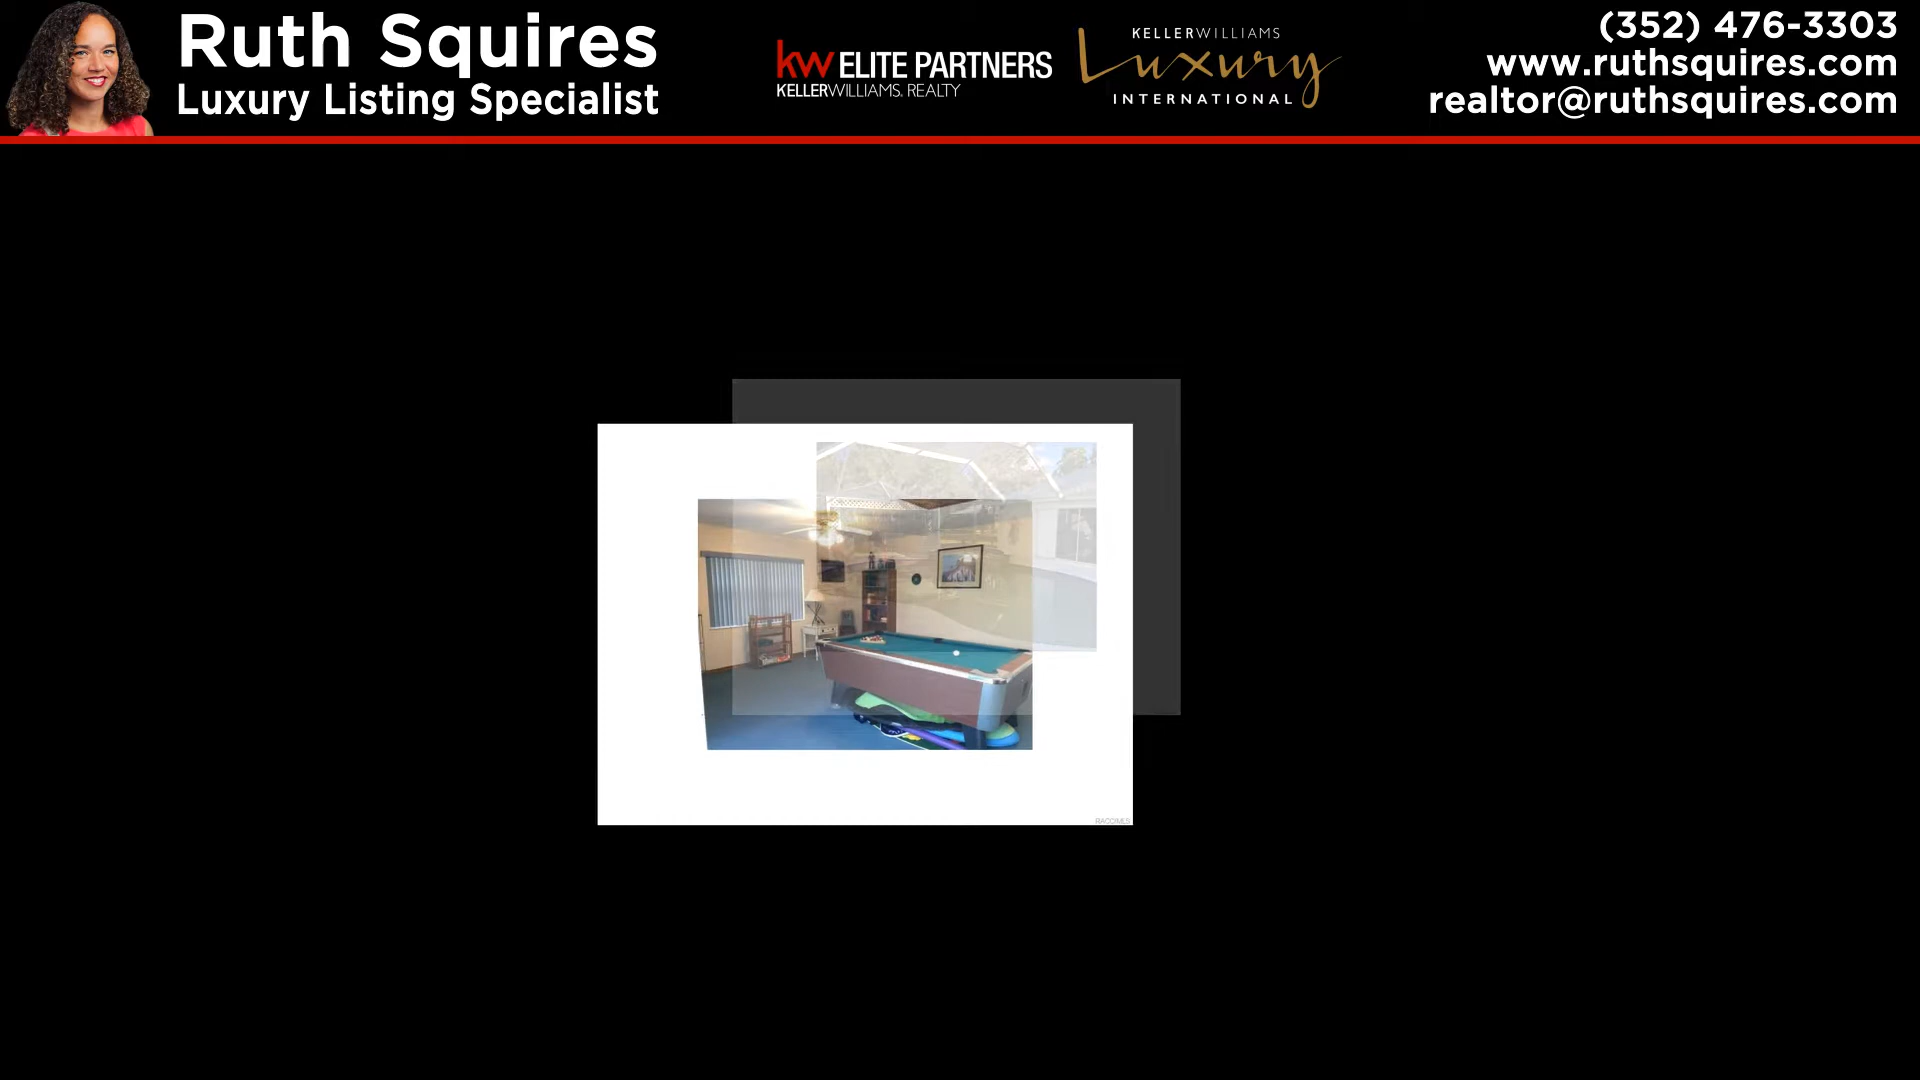 Ruth Squires
Luxury Listing Specialist
kw ELITE PARTNERS
KELLERWILLIAMS. REALTY
KELLERWILLIAMS
Luxury
INTERNATIONAL
(352) 476-3303
www.ruthsquires.com
realtor@ruthsquires.com
RACCMLS